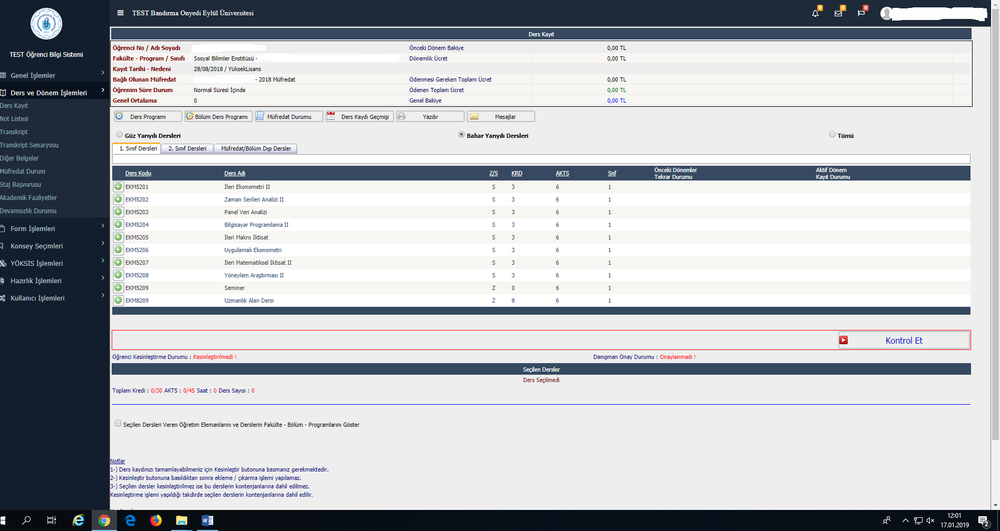 TEST Bandırma Onyedi Eylül Üniversitesi
0
0
0
TEST Öğrenci Bilgi Sistemi
Genel İşlemler
Ders ve Dönem İşlemleri
Ders Kayıt
Not Listesi
Transkript
Transkript Senaryosu
Diğer Belgeler
Müfredat Durum
Staj Başvurusu
Akademik Faaliyetler
Devamsızlık Durumu
Form İşlemleri
Konsey Seçimleri
YÖKSİS İşlemleri
Hazırlık İşlemleri
Kullanıcı İşlemleri
Ders Kayıt
Öğrenci No / Adı Soyadı Önceki Dönem Bakiye 0,00 TL
Fakülte - Program / Sınıfı Sosyal Bilimler Enstitüsü - Dönemlik Ücret 0,00 TL
Kayıt Tarihi - Nedeni 28/08/2018 / YüksekLisans
Bağlı Olunan Müfredat - 2018 Müfredat Ödenmesi Gereken Toplam Ücret 0,00 TL
Öğrenim Süre Durum Normal Süresi İçinde Ödenen Toplam Ücret 0,00 TL
Genel Ortalama 0 Genel Bakiye 0,00 TL
Ders Programı Bölüm Ders Programı Müfredat Durumu Ders Kaydı Geçmişi Yazdır Mesajlar
Güz Yarıyılı Dersleri Bahar Yarıyılı Dersleri Tümü
1. Sınıf Dersleri 2. Sınıf Dersleri Müfredat/Bölüm Dışı Dersler
Ders Kodu Ders Adı Z/S KRD AKTS Snf Önceki Dönemler Tekrar Durumu Aktif Dönem Kayıt Durumu
EKM5201 İleri Ekonometri II S 3 6 1
EKM5202 Zaman Serileri Analizi II S 3 6 1
EKM5203 Panel Veri Analizi S 3 6 1
EKM5204 Bilgisayar Programlama II S 3 6 1
EKM5205 İleri Makro İktisat S 3 6 1
EKM5206 Uygulamalı Ekonometri S 3 6 1
EKM5207 İleri Matematiksel İktisat II S 3 6 1
EKM5208 Yöneylem Araştırması II S 3 6 1
EKM5209 Seminer Z 0 6 1
EKM8209 Uzmanlık Alan Dersi Z 8 6 1
Kontrol Et
Öğrenci Kesinleştirme Durumu : Kesinleştirilmedi ! Danışman Onay Durumu : Onaylanmadı !
Seçilen Dersler
Ders Seçilmedi
Toplam Kredi : 0/30 AKTS : 0/45 Saat : 0 Ders Sayısı : 0
Seçilen Dersleri Veren Öğretim Elemanlarını ve Derslerin Fakülte - Bölüm - Programlarını Göster
Notlar
1-) Ders kaydınızı tamamlayabilmeniz için Kesinleştir butonuna basmanız gerekmektedir.
2-) Kesinleştir butonuna basıldıktan sonra ekleme / çıkarma işlemi yapılamaz.
3-) Seçilen dersler kesinleştirilmez ise bu derslerin kontenjanlarına dahil edilmez.
Kesinleştirme işlemi yapıldığı takdirde seçilen derslerin kontenjanlarına dahil edilir.
12:01
17.01.2019
2